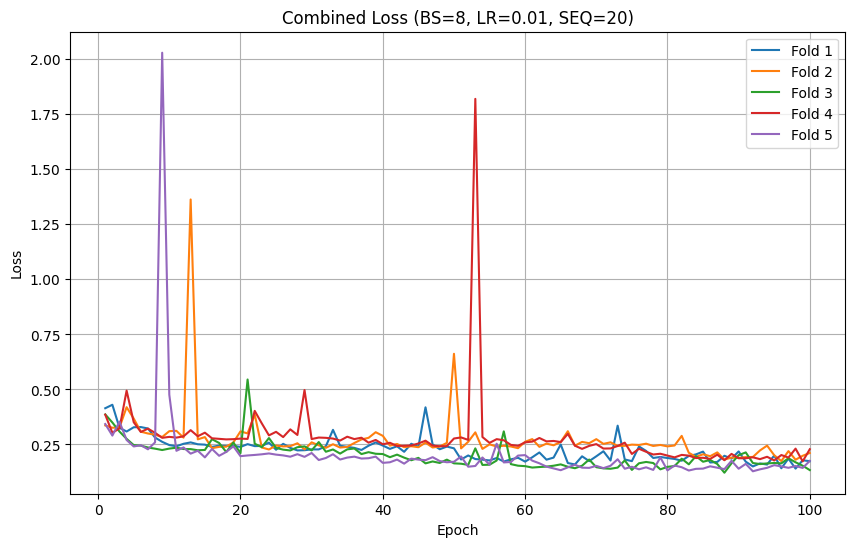 Combined Loss (BS=8, LR=0.01, SEQ=20)
Fold 1
Fold 2
Fold 3
Fold 4
Fold 5
Loss
2.00
1.75
1.50
1.25
1.00
0.75
0.50
0.25
0
20
40
60
80
100
Epoch